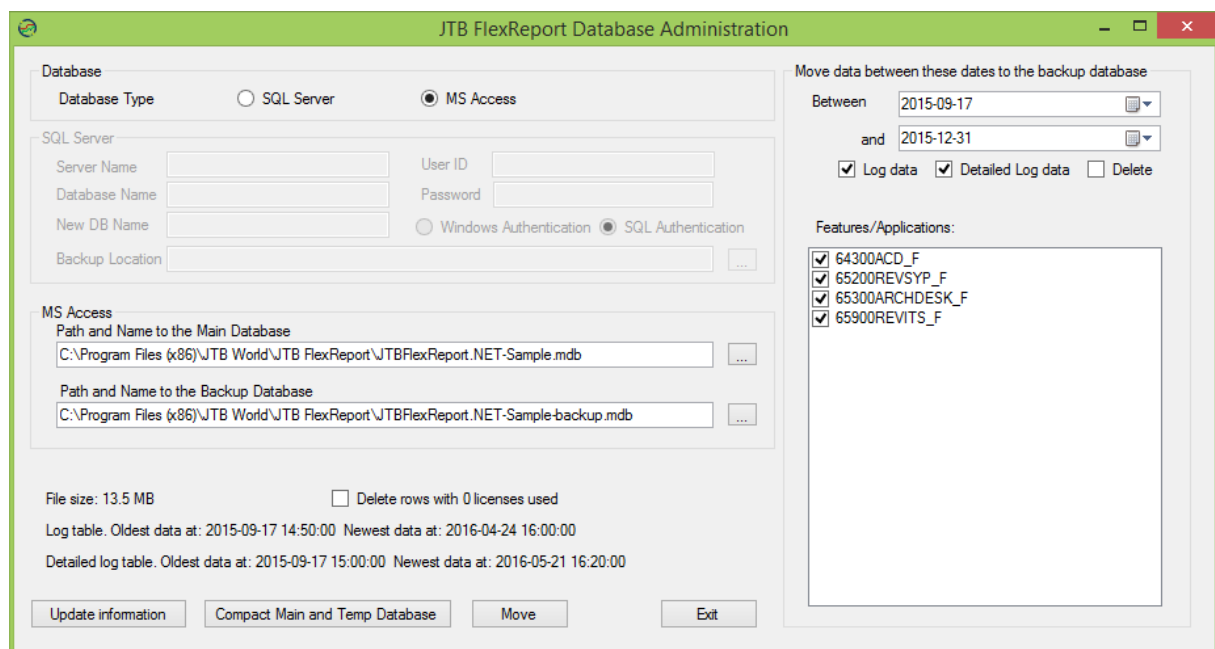 JTB FlexReport Database Administration
Database
Database Type SQL Server MS Access
SQL Server
Server Name User ID
Database Name Password
New DB Name Windows Authentication SQL Authentication
Backup Location ...
MS Access
Path and Name to the Main Database
C:\Program Files (x86)\JTB World\JTB FlexReport\JTBFlexReport.NET-Sample.mdb ...
Path and Name to the Backup Database
C:\Program Files (x86)\JTB World\JTB FlexReport\JTBFlexReport.NET-Sample-backup.mdb ...
File size: 13.5 MB Delete rows with 0 licenses used
Log table. Oldest data at: 2015-09-17 14:50:00 Newest data at: 2016-04-24 16:00:00
Detailed log table. Oldest data at: 2015-09-17 15:00:00 Newest data at: 2016-05-21 16:20:00
Update information Compact Main and Temp Database Move Exit
Move data between these dates to the backup database
Between 2015-09-17
and 2015-12-31
Log data Detailed Log data Delete
Features/Applications:
64300ACD_F
65200REVSYP_F
65300ARCHDESK_F
65900REVITS_F